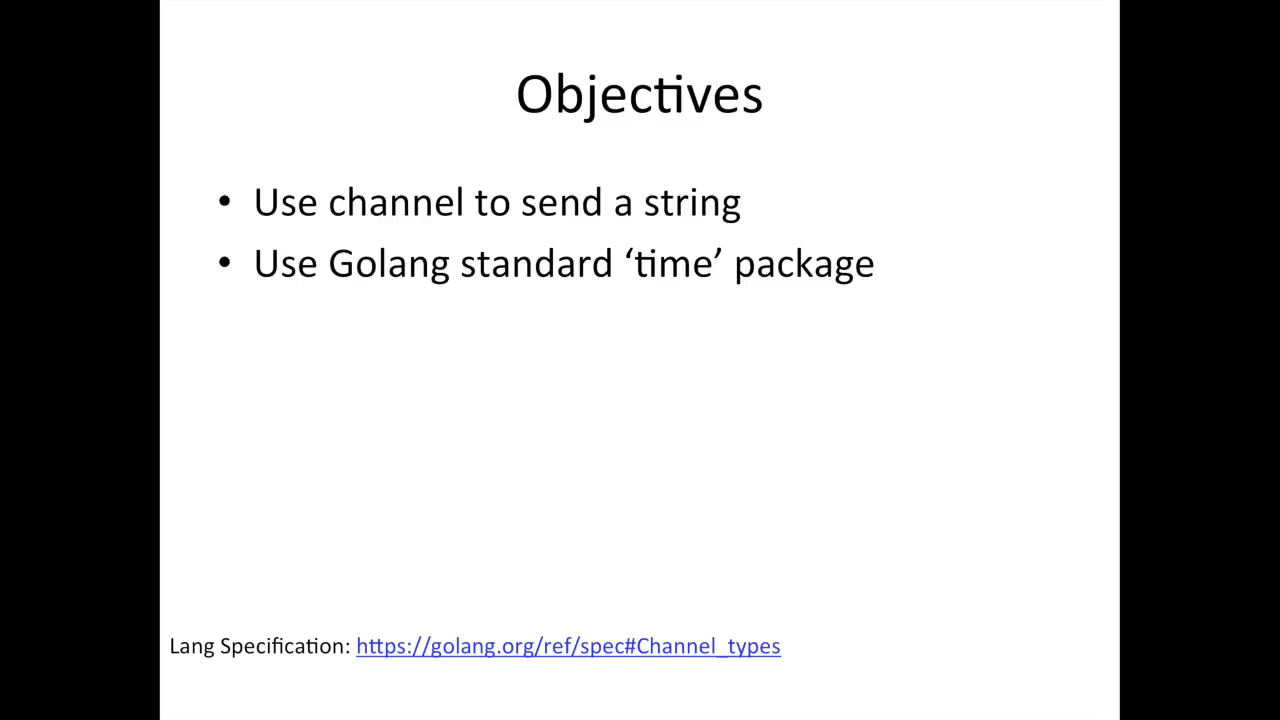 Objectives
• Use channel to send a string
• Use Golang standard ‘time’ package
Lang Specification: https://golang.org/ref/spec#Channel_types